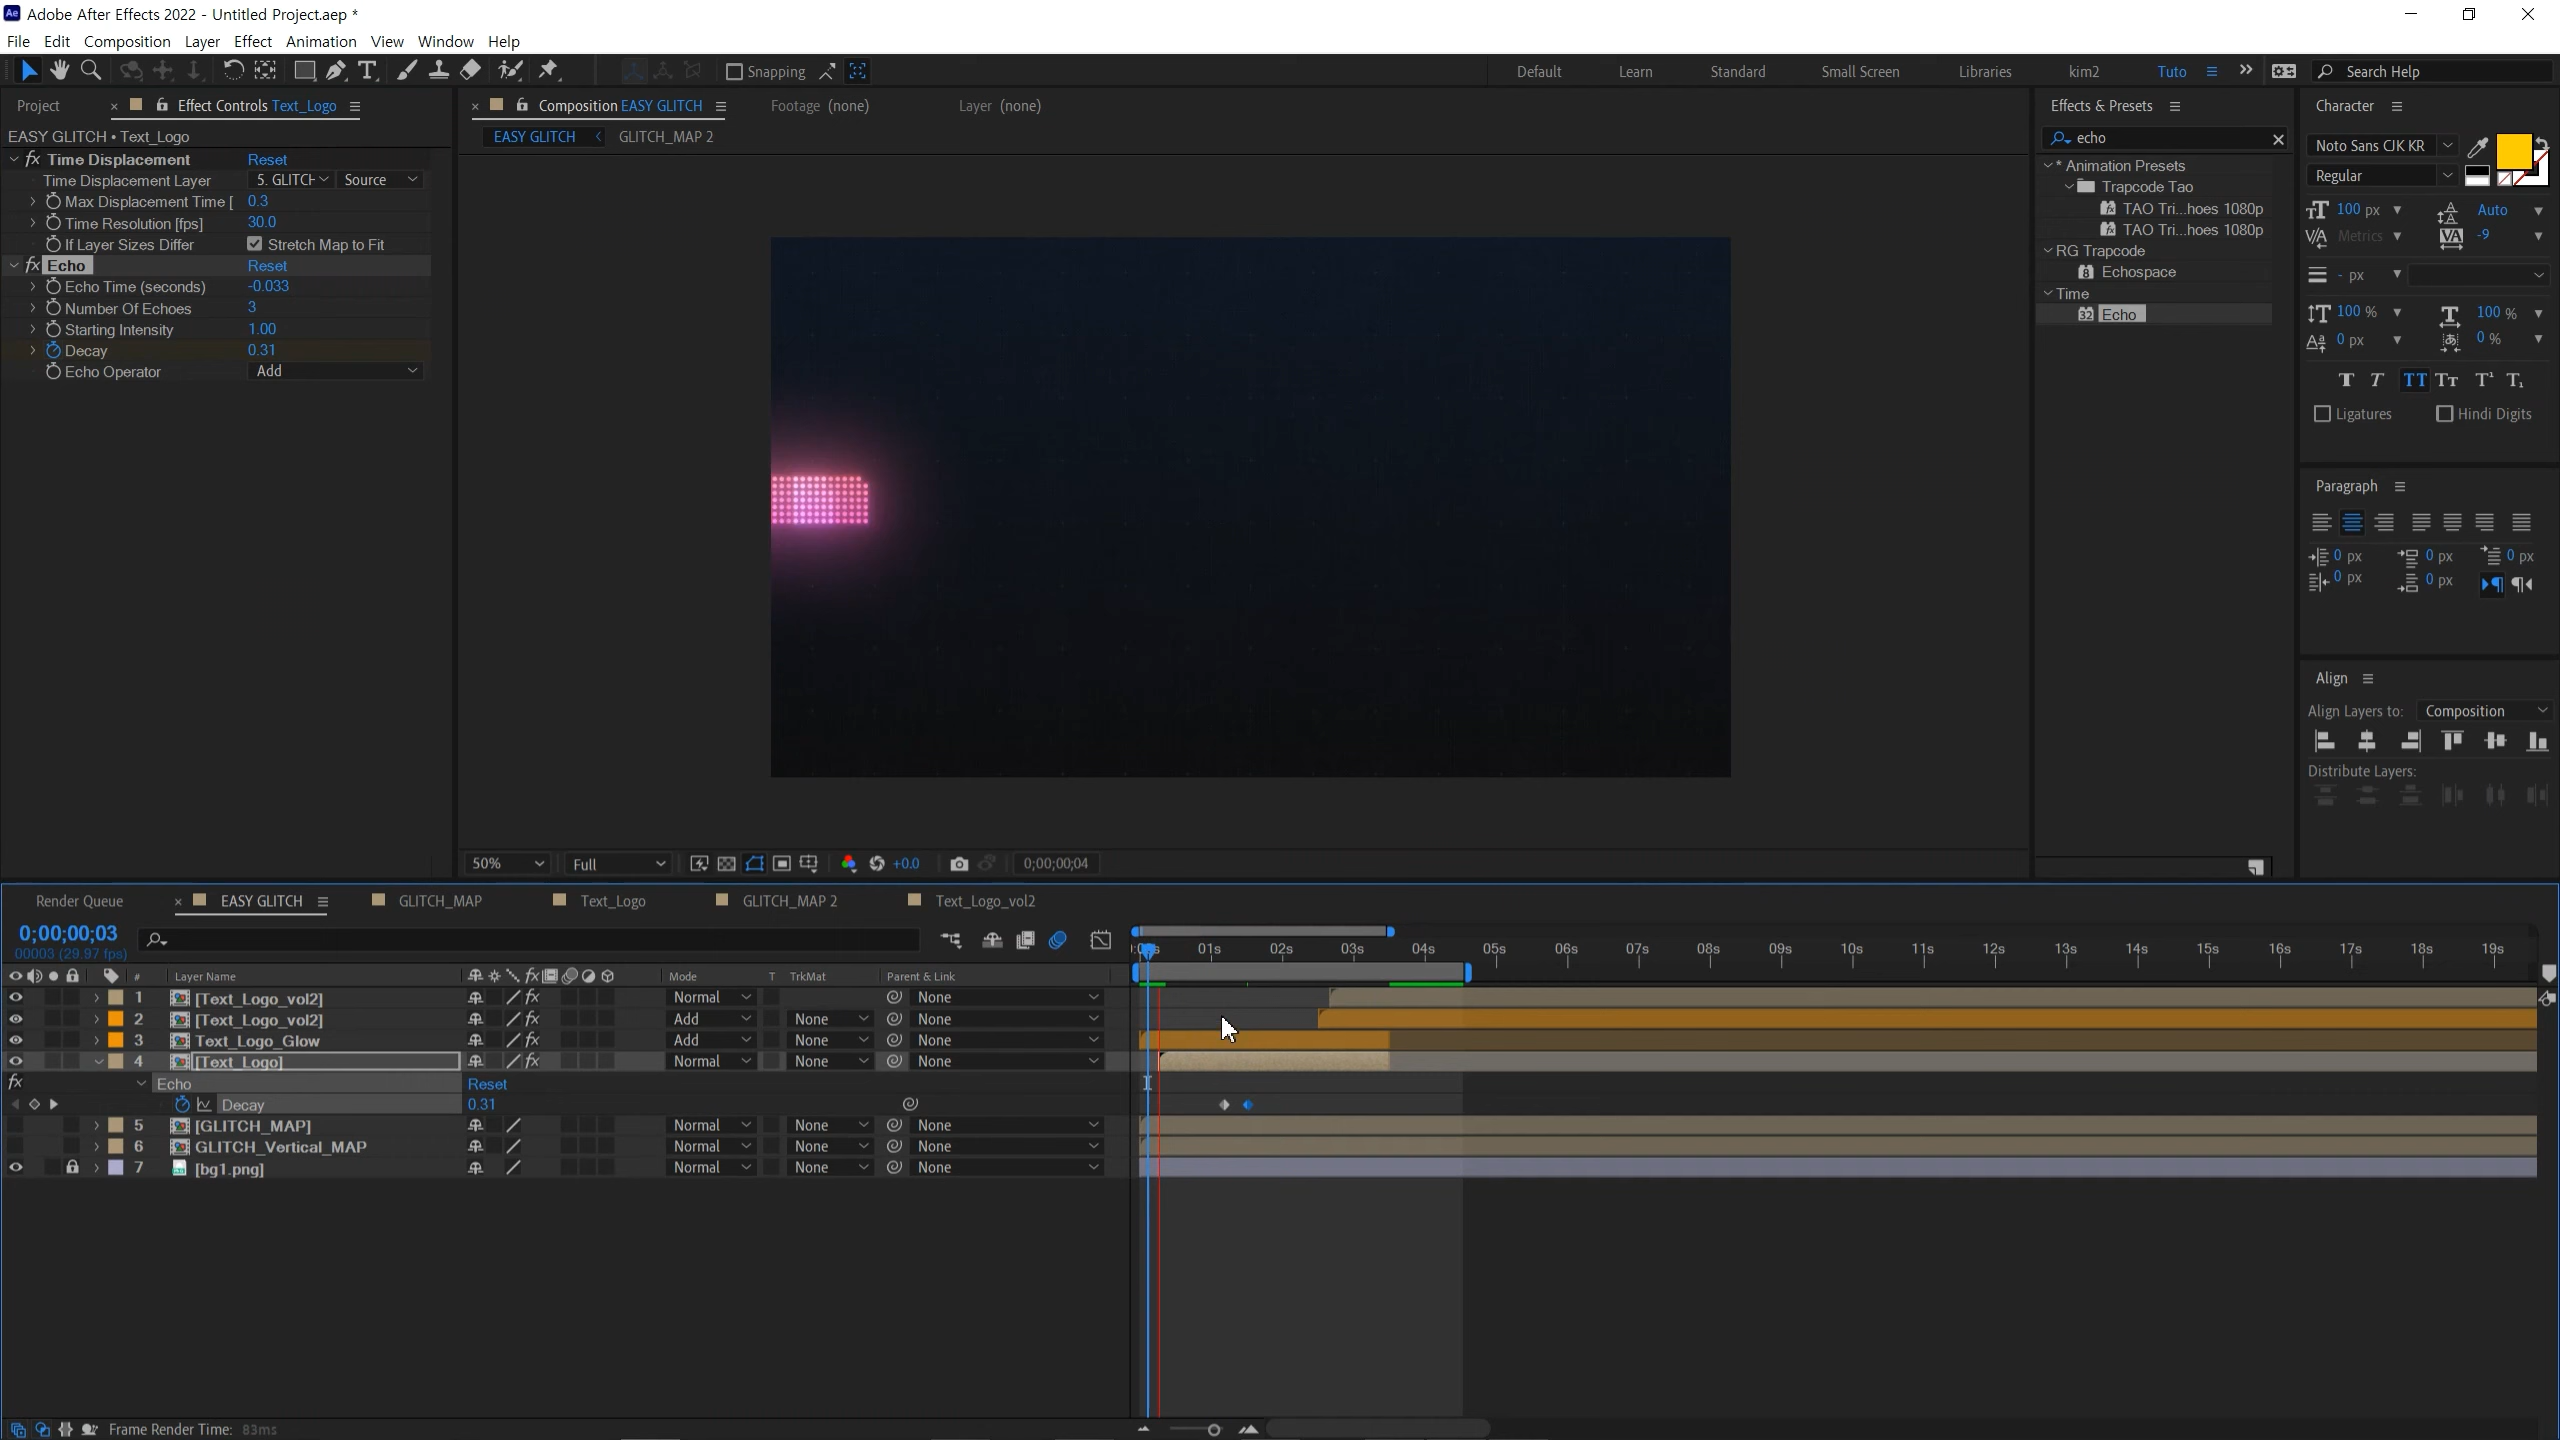 Adobe After Effects 2022 - Untitled Project.aep *
File Edit Composition Layer Effect Animation View Window Help
Snapping
Default Learn Standard Small Screen Libraries kim2 Tuto Search Help
Project Effect Controls Text_Logo
EASY GLITCH • Text_Logo
fx Time Displacement Reset
Time Displacement Layer 5. GLITCH Source
Max Displacement Time [ 0.3
Time Resolution [fps] 30.0
If Layer Sizes Differ Stretch Map to Fit
fx Echo Reset
Echo Time (seconds) -0.033
Number Of Echoes 3
Starting Intensity 1.00
Decay 0.31
Echo Operator Add
Composition EASY GLITCH Footage (none) Layer (none)
EASY GLITCH GLITCH_MAP 2
50% Full +0.0 0;00;00;04
Effects & Presets
echo
* Animation Presets
Trapcode Tao
TAO Tri...hoes 1080p
TAO Tri...hoes 1080p
RG Trapcode
Echospace
Time
Echo
Character
Noto Sans CJK KR
Regular
100 px Auto
Metrics -9
- px
100 % 100 %
0 px 0 %
Ligatures Hindi Digits
Paragraph
0 px 0 px 0 px
0 px 0 px
Align
Align Layers to: Composition
Distribute Layers:
Render Queue EASY GLITCH GLITCH_MAP Text_Logo GLITCH_MAP 2 Text_Logo_vol2
0;00;00;03
00003 (29.97 fps)
01s 02s 03s 04s 05s 06s 07s 08s 09s 10s 11s 12s 13s 14s 15s 16s 17s 18s 19s
# Layer Name Mode T TrkMat Parent & Link
1 [Text_Logo_vol2] Normal None
2 [Text_Logo_vol2] Add None None
3 Text_Logo_Glow Add None None
4 [Text_Logo] Normal None None
fx Echo Reset
Decay 0.31
5 [GLITCH_MAP] Normal None None
6 GLITCH_Vertical_MAP Normal None None
7 [bg1.png] Normal None None
Frame Render Time: 83ms